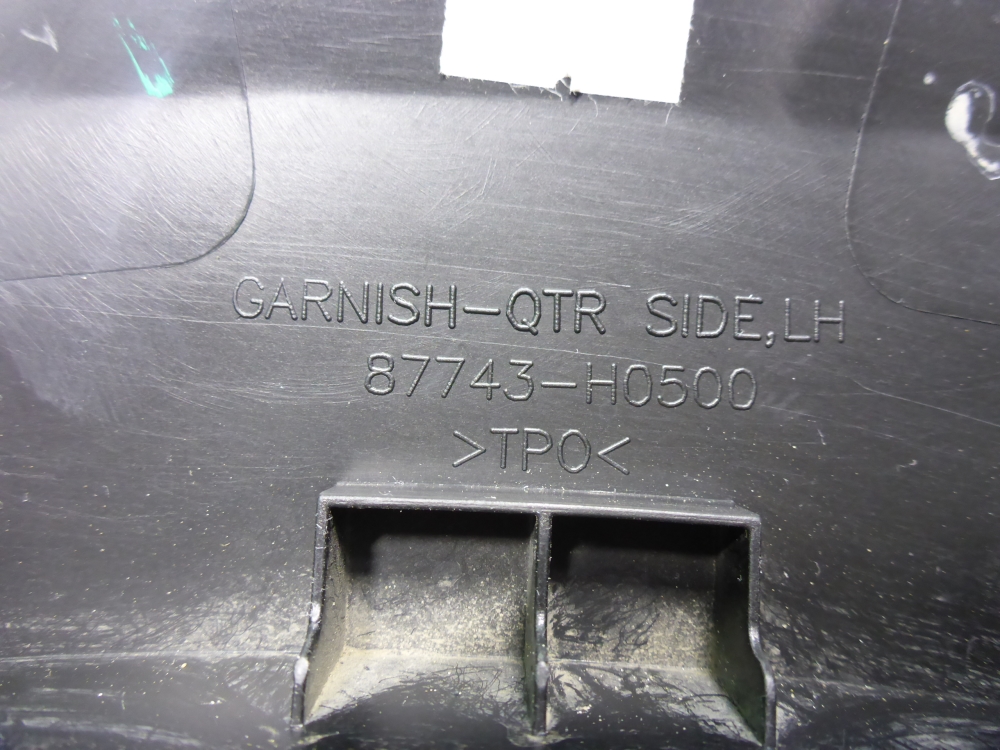 GARNISH-QTR SIDE,LH
87743-H0500
>TPO<